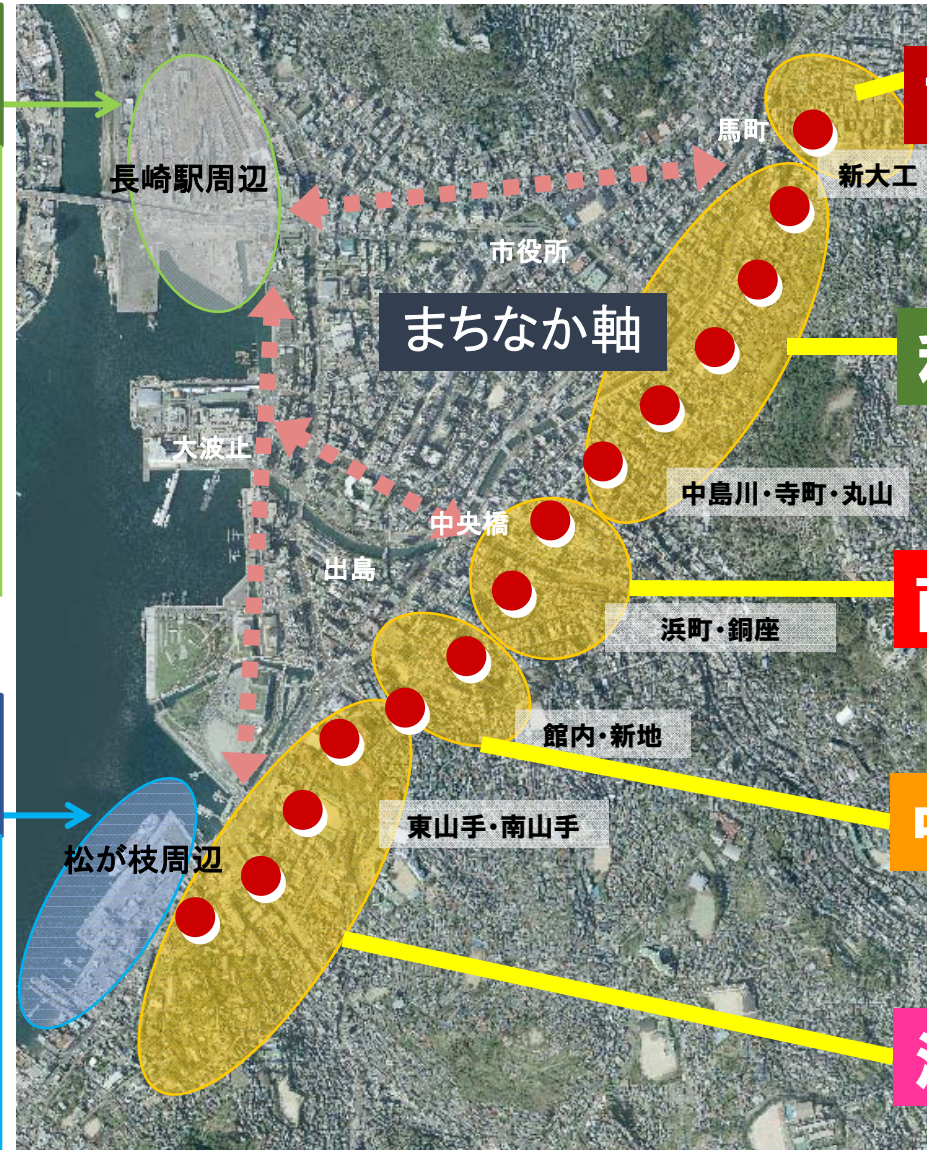 馬町
新大工
長崎駅周辺
市役所
まちなか軸
大波止
中島川・寺町・丸山
中央橋
出島
浜町・銅座
館内・新地
東山手・南山手
松が枝周辺